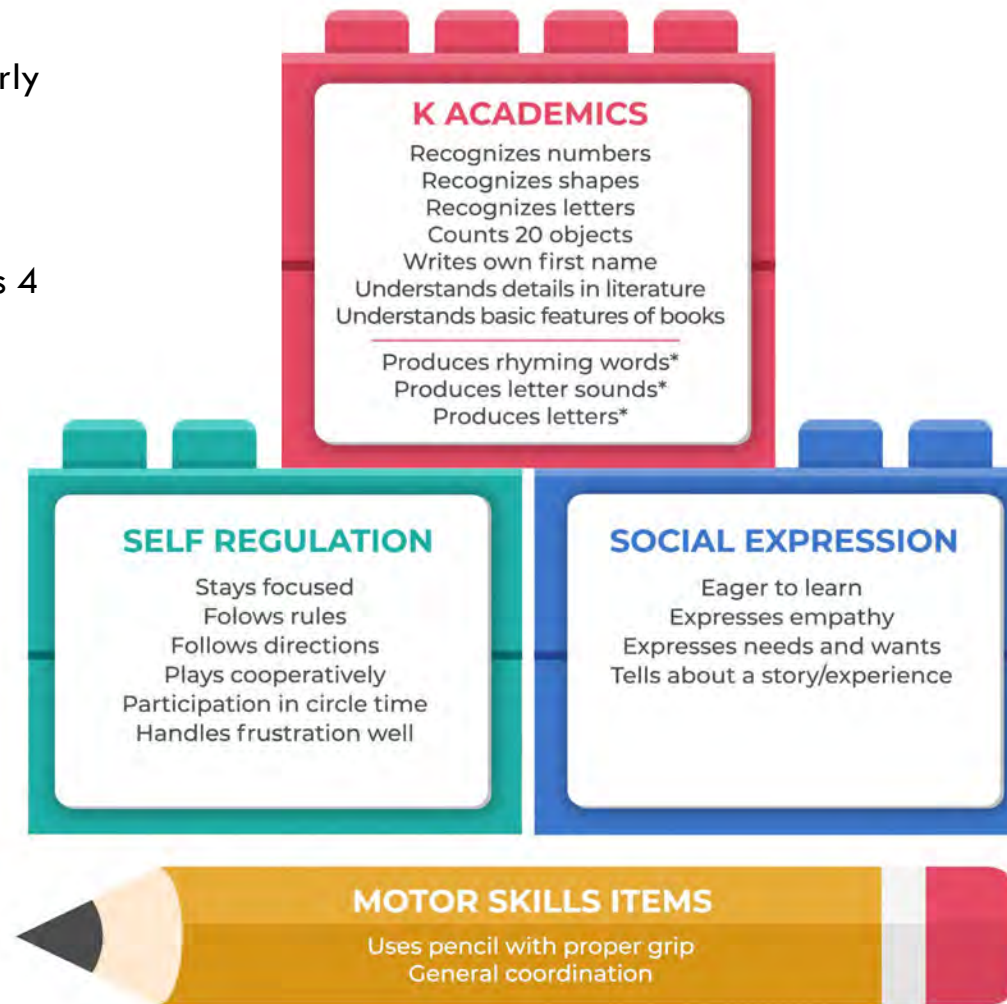 rly
s 4
K ACADEMICS
Recognizes numbers
Recognizes shapes
Recognizes letters
Counts 20 objects
Writes own first name
Understands details in literature
Understands basic features of books
Produces rhyming words*
Produces letter sounds*
Produces letters*
SELF REGULATION
Stays focused
Folows rules
Follows directions
Plays cooperatively
Participation in circle time
Handles frustration well
SOCIAL EXPRESSION
Eager to learn
Expresses empathy
Expresses needs and wants
Tells about a story/experience
MOTOR SKILLS ITEMS
Uses pencil with proper grip
General coordination